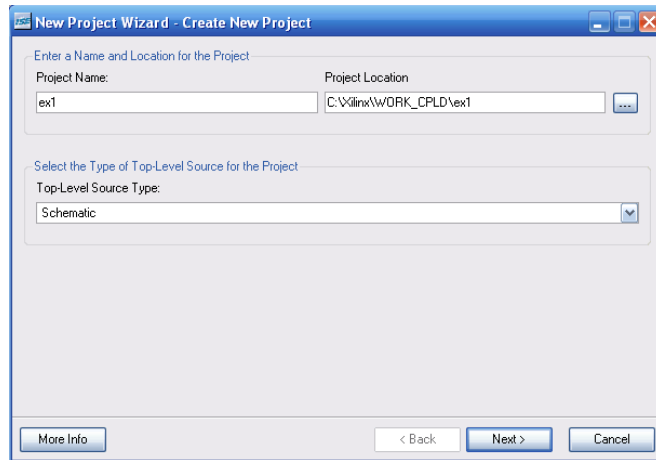 New Project Wizard - Create New Project
Enter a Name and Location for the Project
Project Name: Project Location
ex1 C:\Xilinx\WORK_CPLD\ex1 ...
Select the Type of Top-Level Source for the Project
Top-Level Source Type:
Schematic
More Info < Back Next > Cancel